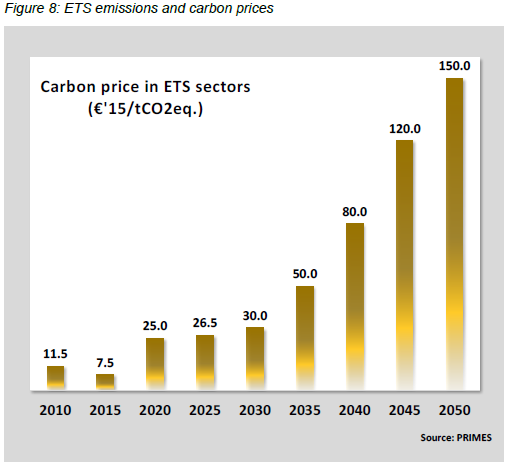 Figure 8: ETS emissions and carbon prices
Carbon price in ETS sectors
(€'15/tCO2eq.)
150.0
120.0
80.0
50.0
30.0
26.5
25.0
11.5
7.5
2010 2015 2020 2025 2030 2035 2040 2045 2050
Source: PRIMES